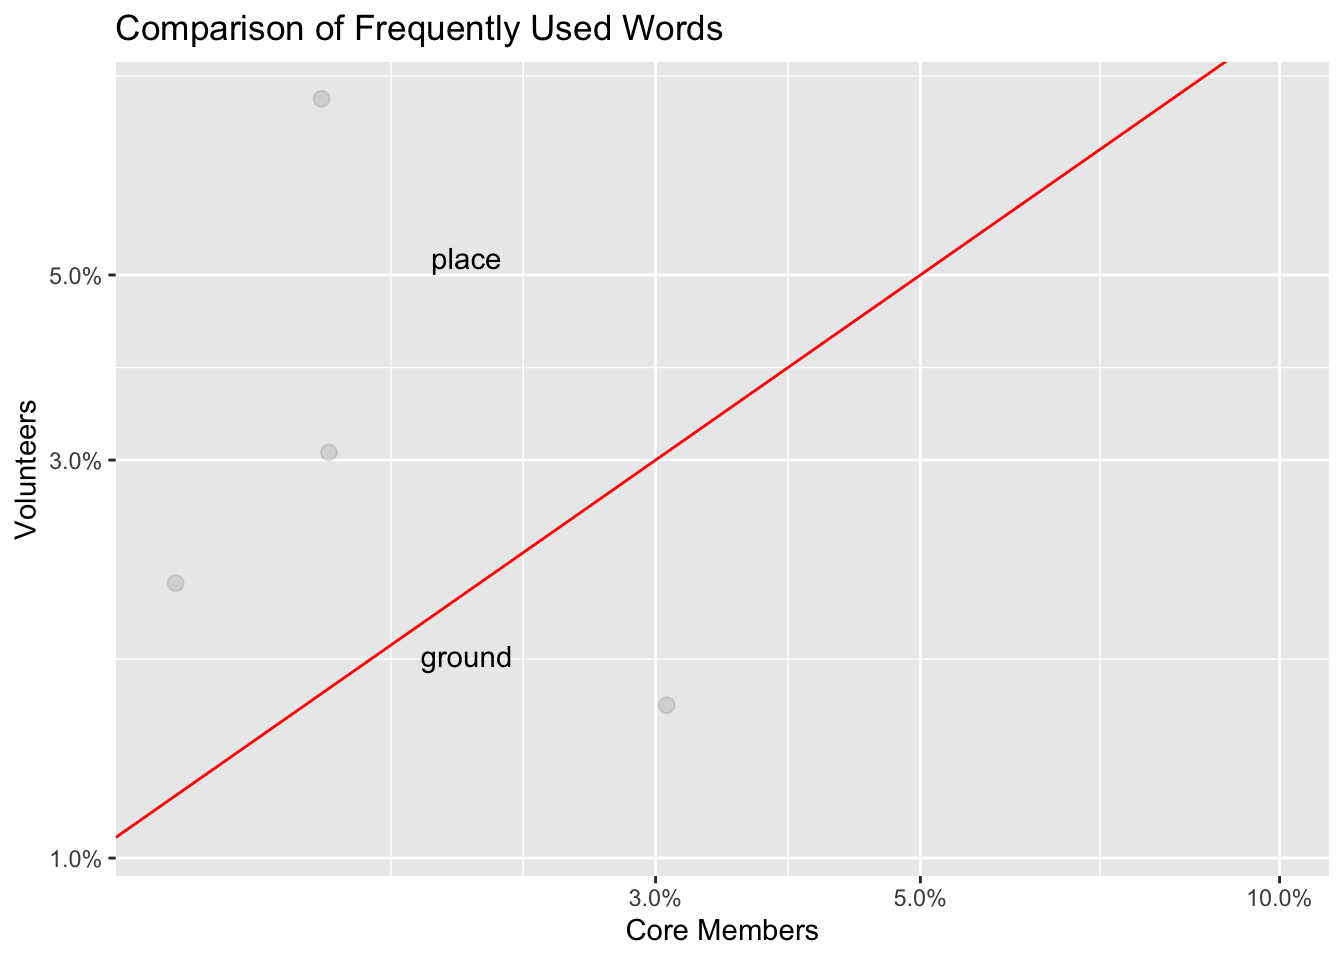 Comparison of Frequently Used Words
place
ground
Volunteers
5.0%
3.0%
1.0%
3.0%
5.0%
10.0%
Core Members